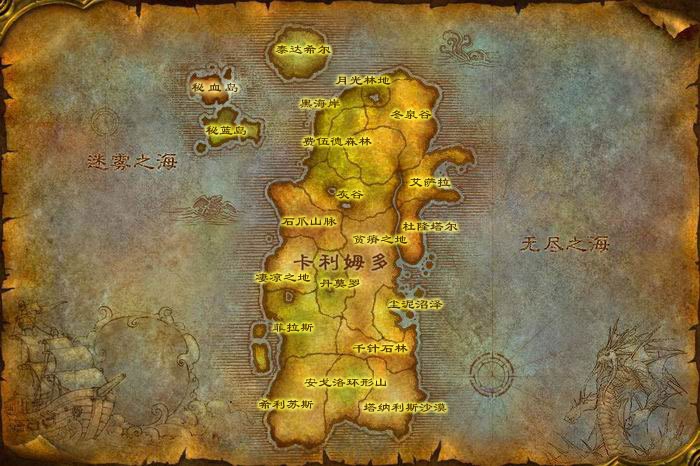 泰达希尔
月光林地
秘血岛
黑海岸
冬泉谷
秘蓝岛
费伍德森林
迷雾之海
艾萨拉
灰谷
石爪山脉
杜隆塔尔
贫瘠之地
无尽之海
卡利姆多
凄凉之地
丹莫罗
尘泥沼泽
菲拉斯
千针石林
安戈洛环形山
希利苏斯
塔纳利斯沙漠